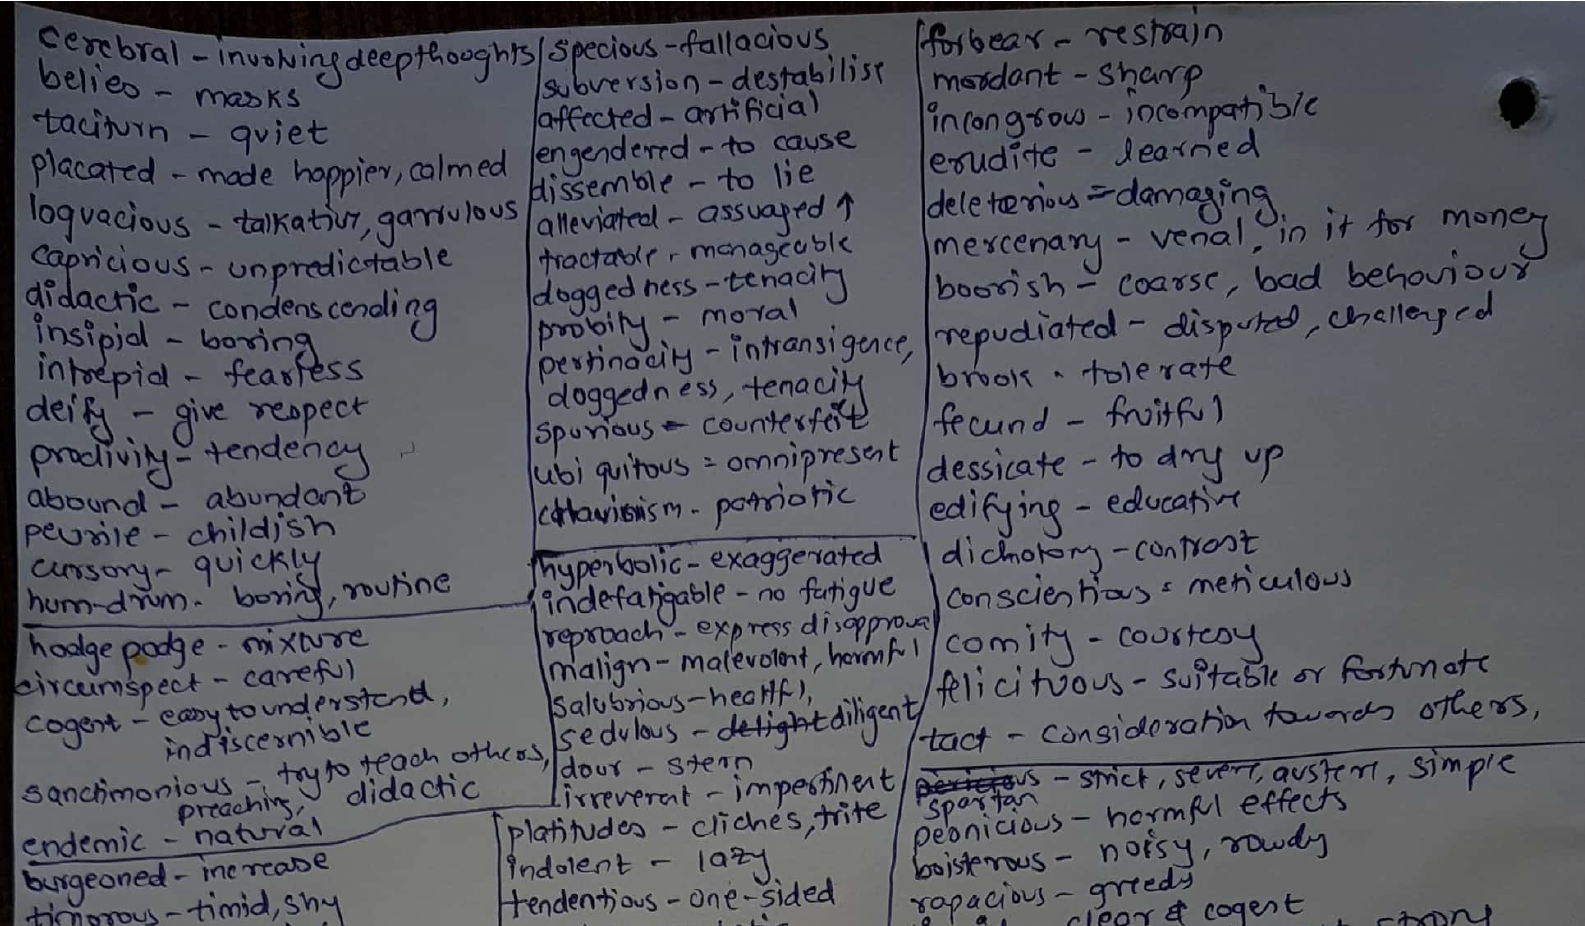 cerebral - involving deep thoughts
belies - masks
taciturn - quiet
placated - made happier, calmed
loquacious - talkative, garrulous
capricious - unpredictable
didactic - condenscending
insipid - boring
intrepid - fearless
deify - give respect
proclivity - tendency
abound - abundant
peurile - childish
cursory - quickly
hum-drum - boring, routine
hodge podge - mixture
circumspect - careful
cogent - easy to understand,
indiscernible
sanctimonious - try to teach others,
preaching, didactic
endemic - natural
burgeoned - increase
timorous - timid, shy
specious - fallacious
subversion - destabilise
affected - artificial
engendered - to cause
dissemble - to lie
alleviated - assuaged ↑
tractable - manageable
doggedness - tenacity
probity - moral
pertinacity - intransigence,
doggedness, tenacity
spurious - counterfeit
ubiquitous = omnipresent
- patriotic
hyperbolic - exaggerated
indefatigable - no fatigue
reproach - express disapproval
malign - malevolent, harmful
salubrious - healtful,
sedulous - delight diligent
dour - stern
irreverent - impertinent
platitudes - cliches, trite
indolent - lazy
tendentious - one-sided
forbear - restrain
mordant - sharp
incongrous - incompatible
erudite - learned
deleterious = damaging
mercenary - venal, in it for money
boorish - coarse, bad behaviour
repudiated - disputed, challenged
brook - tolerate
fecund - fruitful
dessicate - to dry up
edifying - educative
dichotomy - contrast
conscientious = meticulous
comity - courtesy
felicituous - suitable or fortunate
tact - consideration towards others,
- strict, severe, austere, simple
spartan
peonicious - harmful effects
boisterous - noisy, rowdy
rapacious - greedy
clear & cogent
strong